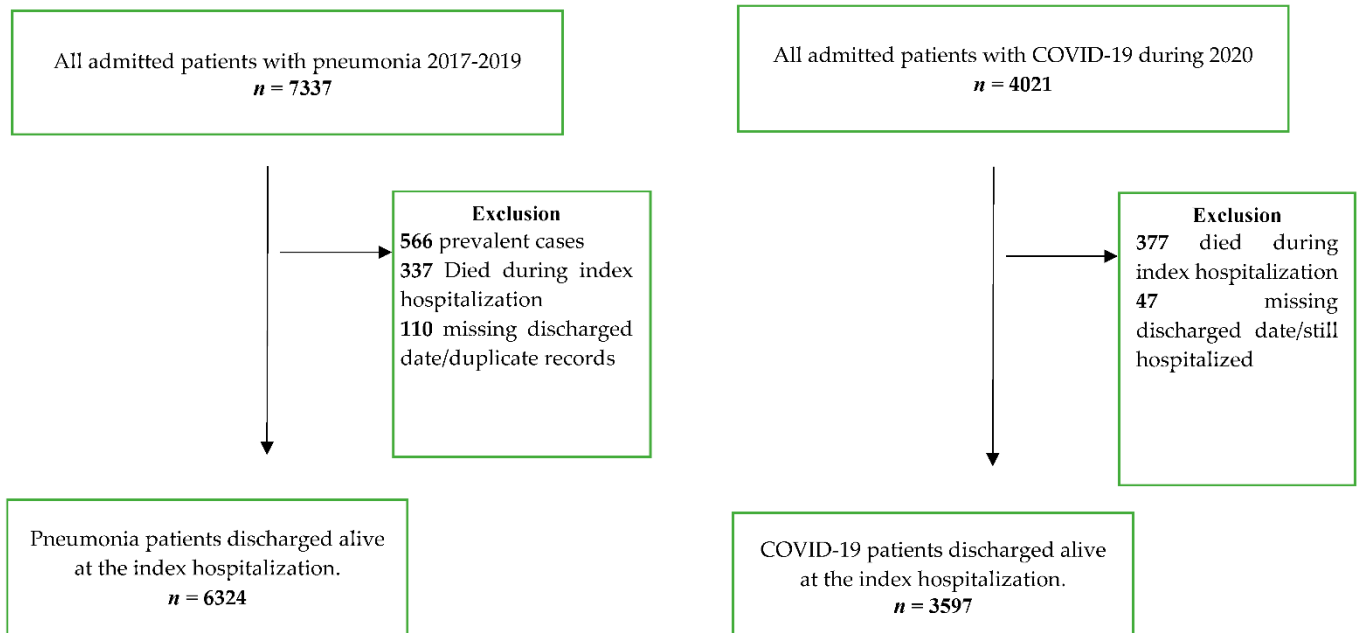 All admitted patients with pneumonia 2017-2019
n = 7337
Exclusion
566 prevalent cases
337 Died during index
hospitalization
110 missing discharged
date/duplicate records
Pneumonia patients discharged alive
at the index hospitalization.
n = 6324
All admitted patients with COVID-19 during 2020
n = 4021
Exclusion
377 died during
index hospitalization
47 missing
discharged date/still
hospitalized
COVID-19 patients discharged alive
at the index hospitalization.
n = 3597